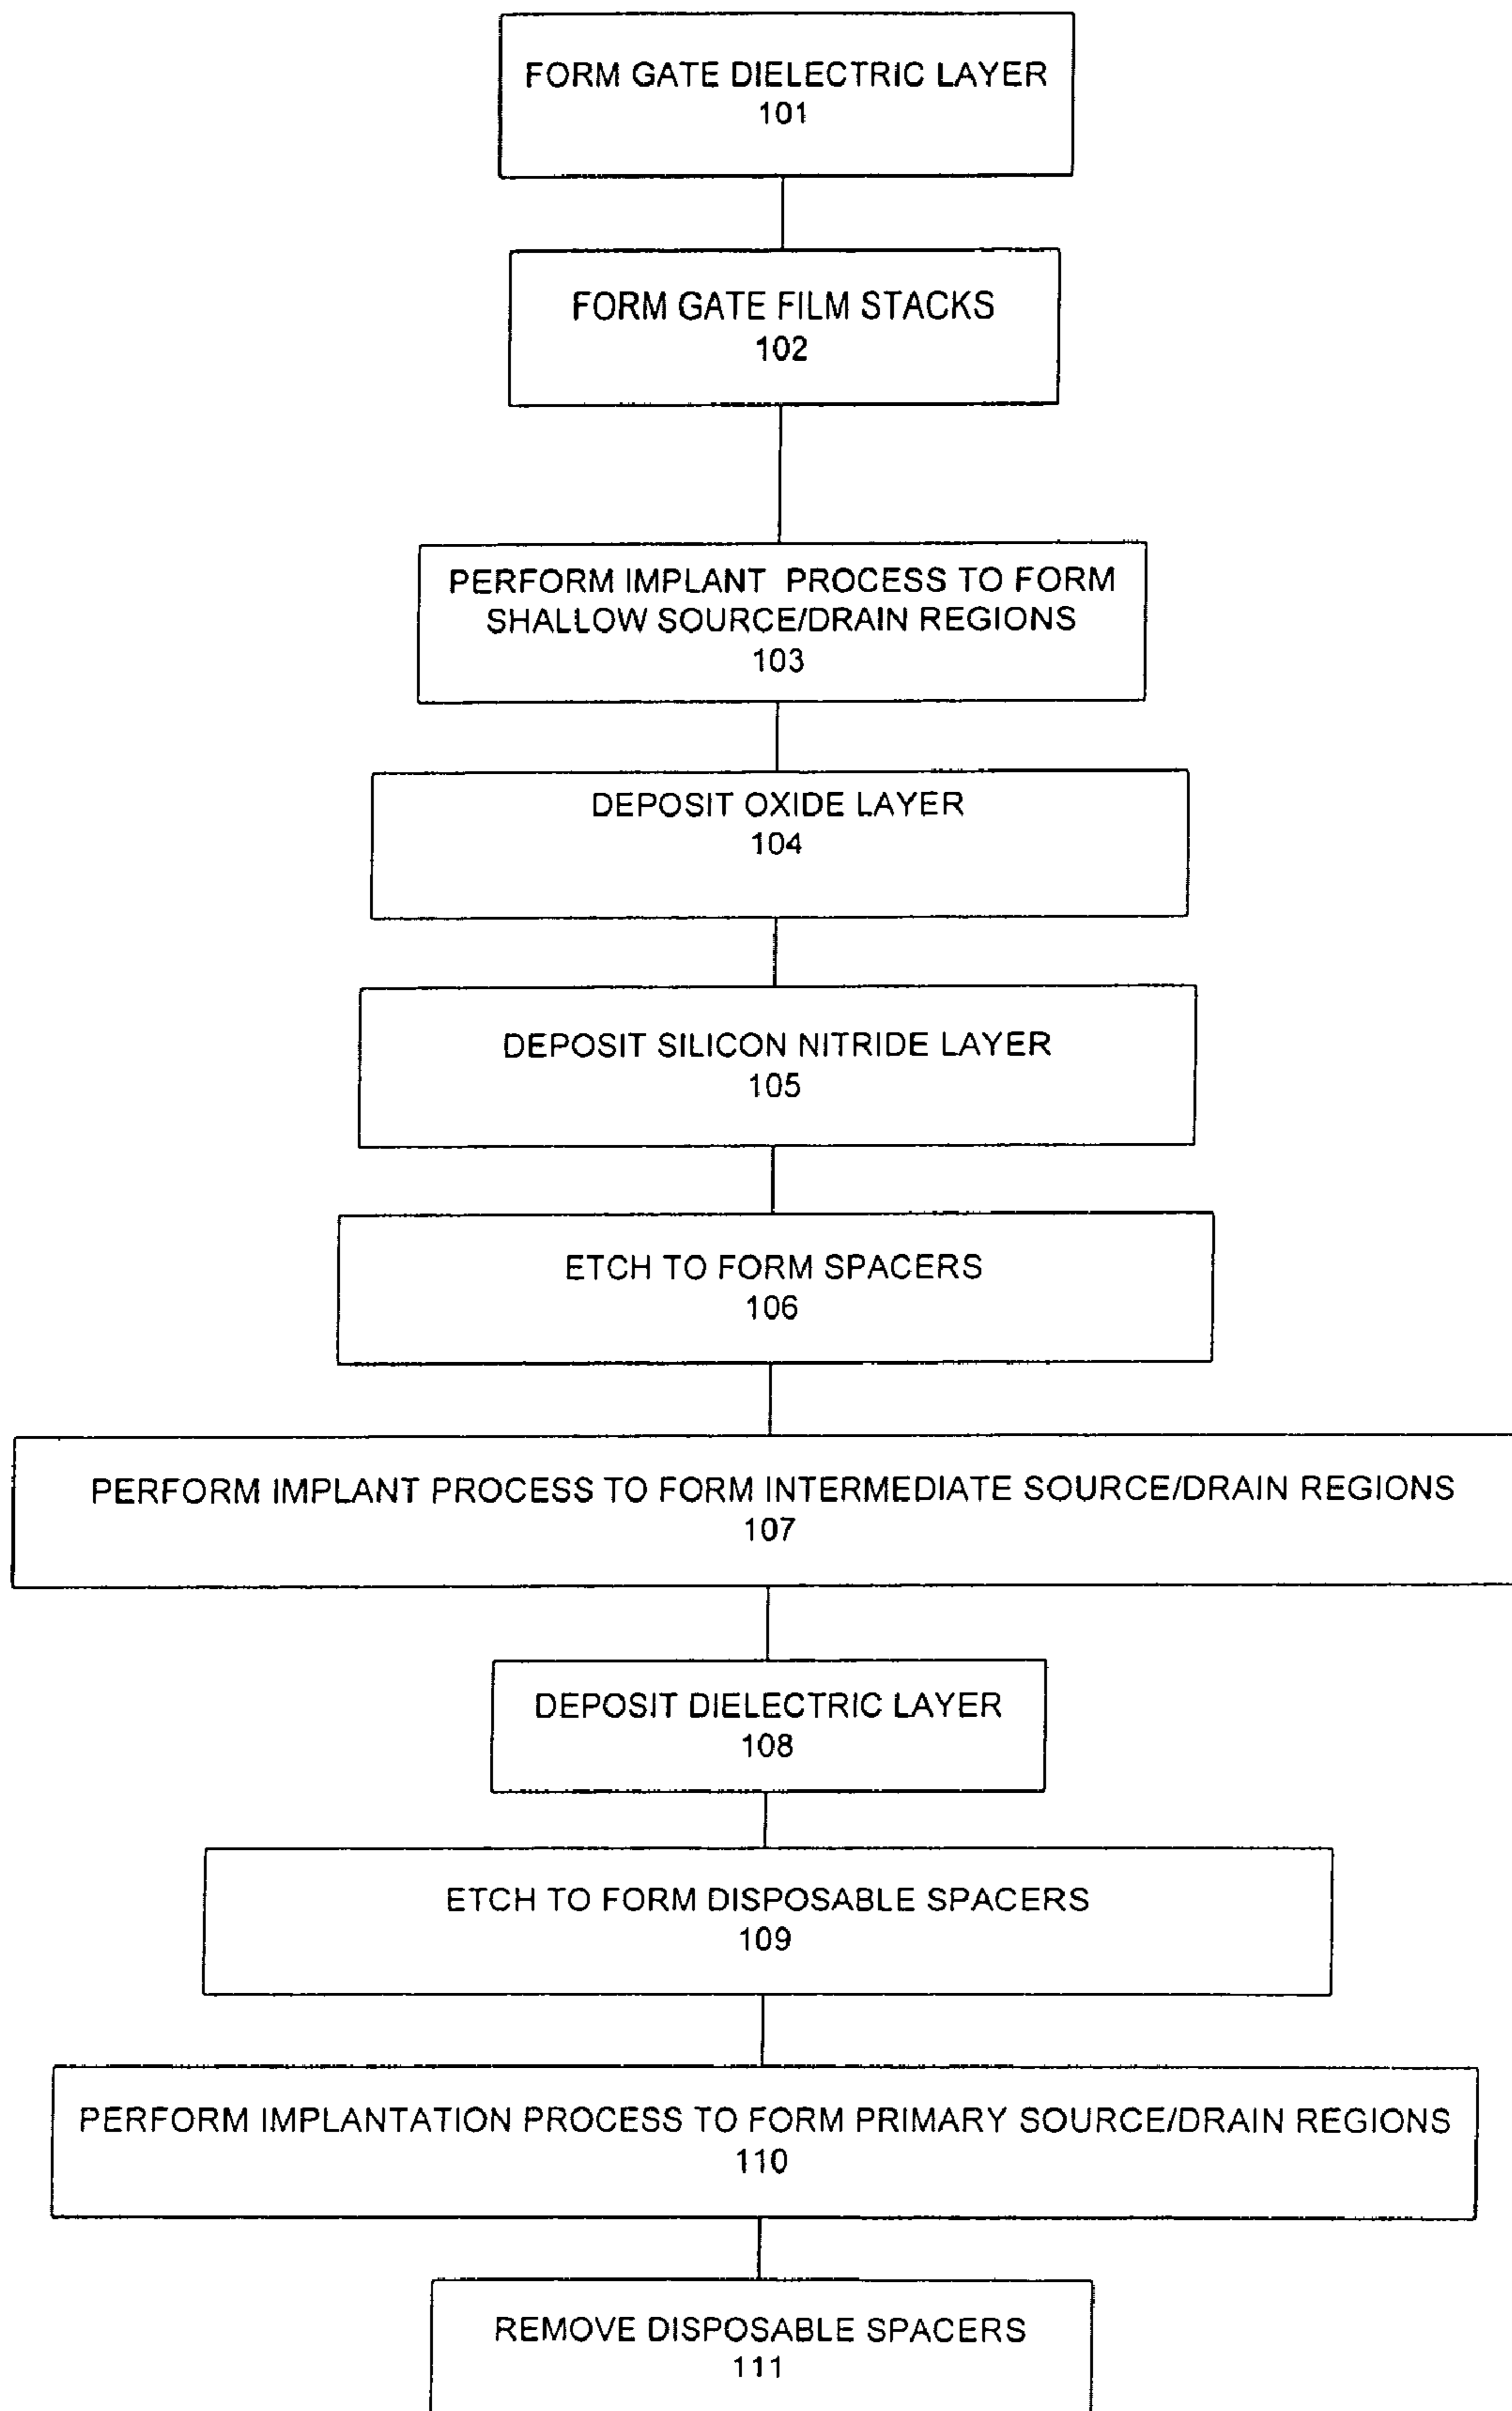 FORM GATE DIELECTRIC LAYER
101
FORM GATE FILM STACKS
102
PERFORM IMPLANT PROCESS TO FORM
SHALLOW SOURCE/DRAIN REGIONS
103
DEPOSIT OXIDE LAYER
104
DEPOSIT SILICON NITRIDE LAYER
105
ETCH TO FORM SPACERS
106
PERFORM IMPLANT PROCESS TO FORM INTERMEDIATE SOURCE/DRAIN REGIONS
107
DEPOSIT DIELECTRIC LAYER
108
ETCH TO FORM DISPOSABLE SPACERS
109
PERFORM IMPLANTATION PROCESS TO FORM PRIMARY SOURCE/DRAIN REGIONS
110
REMOVE DISPOSABLE SPACERS
111